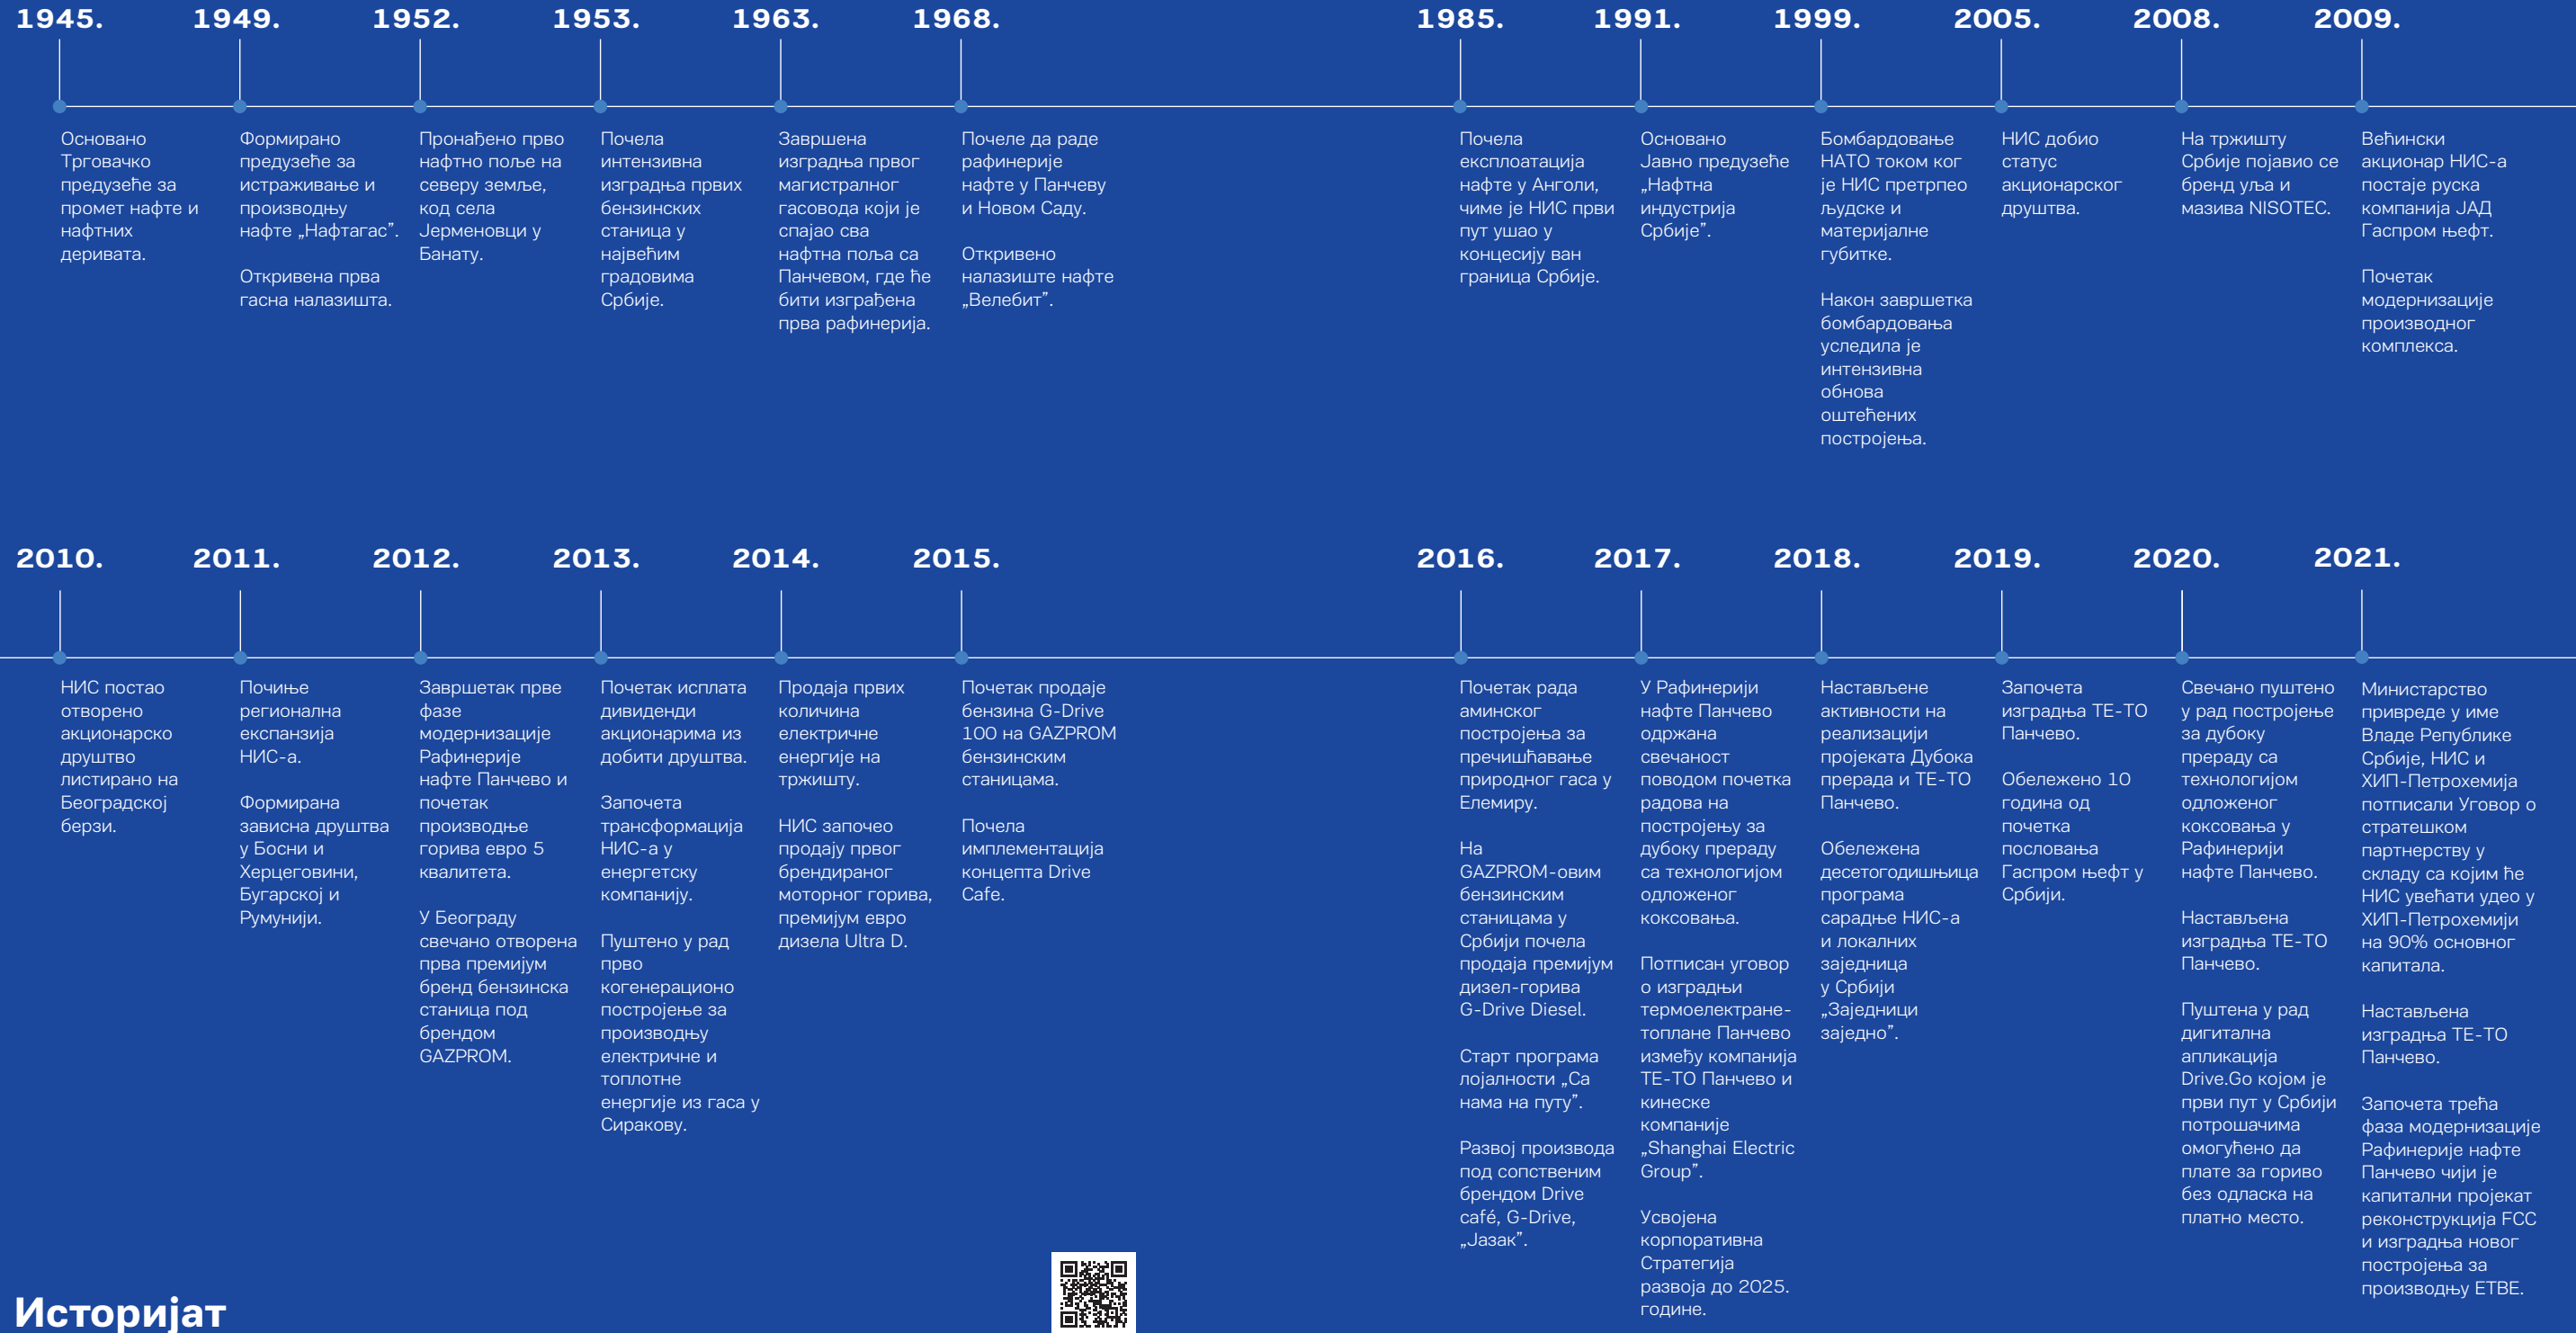 1945.
Основано
Трговачко
предузеће за
промет нафте и
нафтних
деривата.
1949.
Формирано
предузеће за
истраживање и
производњу
нафте „Нафтагас”.
Откривена прва
гасна налазишта.
1952.
Пронађено прво
нафтно поље на
северу земље,
код села
Јерменовци у
Банату.
1953.
Почела
интензивна
изградња првих
бензинских
станица у
највећим
градовима
Србије.
1963.
Завршена
изградња првог
магистралног
гасовода који је
спајао сва
нафтна поља са
Панчевом, где ће
бити изграђена
прва рафинерија.
1968.
Почеле да раде
рафинерије
нафте у Панчеву
и Новом Саду.
Откривено
налазиште нафте
„Велебит”.
1985.
Почела
експлоатација
нафте у Анголи,
чиме је НИС први
пут ушао у
концесију ван
граница Србије.
1991.
Основано
Јавно предузеће
„Нафтна
индустрија
Србије”.
1999.
Бомбардовање
НАТО током ког
је НИС претрпео
људске и
материјалне
губитке.
Након завршетка
бомбардовања
уследила је
интензивна
обнова
оштећених
постројења.
2005.
НИС добио
статус
акционарског
друштва.
2008.
На тржишту
Србије појавио се
бренд уља и
мазива NISOTEC.
2009.
Већински
акционар НИС-а
постаје руска
компанија ЈАД
Гаспром њефт.
Почетак
модернизације
производног
комплекса.
2010.
НИС постао
отворено
акционарско
друштво
листирано на
Београдској
берзи.
2011.
Почиње
регионална
експанзија
НИС-а.
Формирана
зависна друштва
у Босни и
Херцеговини,
Бугарској и
Румунији.
2012.
Завршетак прве
фазе
модернизације
Рафинерије
нафте Панчево и
почетак
производње
горива евро 5
квалитета.
У Београду
свечано отворена
прва премијум
бренд бензинска
станица под
брендом
GAZPROM.
2013.
Почетак исплата
дивиденди
акционарима из
добити друштва.
Започета
трансформација
НИС-а у
енергетску
компанију.
Пуштено у рад
прво
когенерационо
постројење за
производњу
електричне и
топлотне
енергије из гаса у
Сиракову.
2014.
Продаја првих
количина
електричне
енергије на
тржишту.
НИС започео
продају првог
брендираног
моторног горива,
премијум евро
дизела Ultra D.
2015.
Почетак продаје
бензина G-Drive
100 на GAZPROM
бензинским
станицама.
Почела
имплементација
концепта Drive
Cafe.
2016.
Почетак рада
аминског
постројења за
пречишћавање
природног гаса у
Елемиру.
На
GAZPROM-овим
бензинским
станицама у
Србији почела
продаја премијум
дизел-горива
G-Drive Diesel.
Старт програма
лојалности „Са
нама на путу”.
Развој производа
под сопственим
брендом Drive
café, G-Drive,
„Јазак”.
2017.
У Рафинерији
нафте Панчево
одржана
свечаност
поводом почетка
радова на
постројењу за
дубоку прераду
са технологијом
одложеног
коксовања.
Потписан уговор
о изградњи
термоелектране-
топлане Панчево
између компанија
ТЕ-ТО Панчево и
кинеске
компаније
„Shanghai Electric
Group”.
Усвојена
корпоративна
Стратегија
развоја до 2025.
године.
2018.
Настављене
активности на
реализацији
пројеката Дубока
прерада и ТЕ-ТО
Панчево.
Обележена
десетогодишњица
програма
сарадње НИС-а
и локалних
заједница
у Србији
„Заједници
заједно”.
2019.
Започета
изградња ТЕ-ТО
Панчево.
Обележено 10
година од
почетка
пословања
Гаспром њефт у
Србији.
2020.
Свечано пуштено
у рад постројење
за дубоку
прераду са
технологијом
одложеног
коксовања у
Рафинерији
нафте Панчево.
Настављена
изградња ТЕ-ТО
Панчево.
Пуштена у рад
дигитална
апликација
Drive.Go којом је
први пут у Србији
потрошачима
омогућено да
плате за гориво
без одласка на
платно место.
2021.
Министарство
привреде у име
Владе Републике
Србије, НИС и
ХИП-Петрохемија
потписали Уговор о
стратешком
партнерству у
складу са којим ће
НИС увећати удео у
ХИП-Петрохемији
на 90% основног
капитала.
Настављена
изградња ТЕ-ТО
Панчево.
Започета трећа
фаза модернизације
Рафинерије нафте
Панчево чији је
капитални пројекат
реконструкција FCC
и изградња новог
постројења за
производњу ЕТВЕ.
Историјат